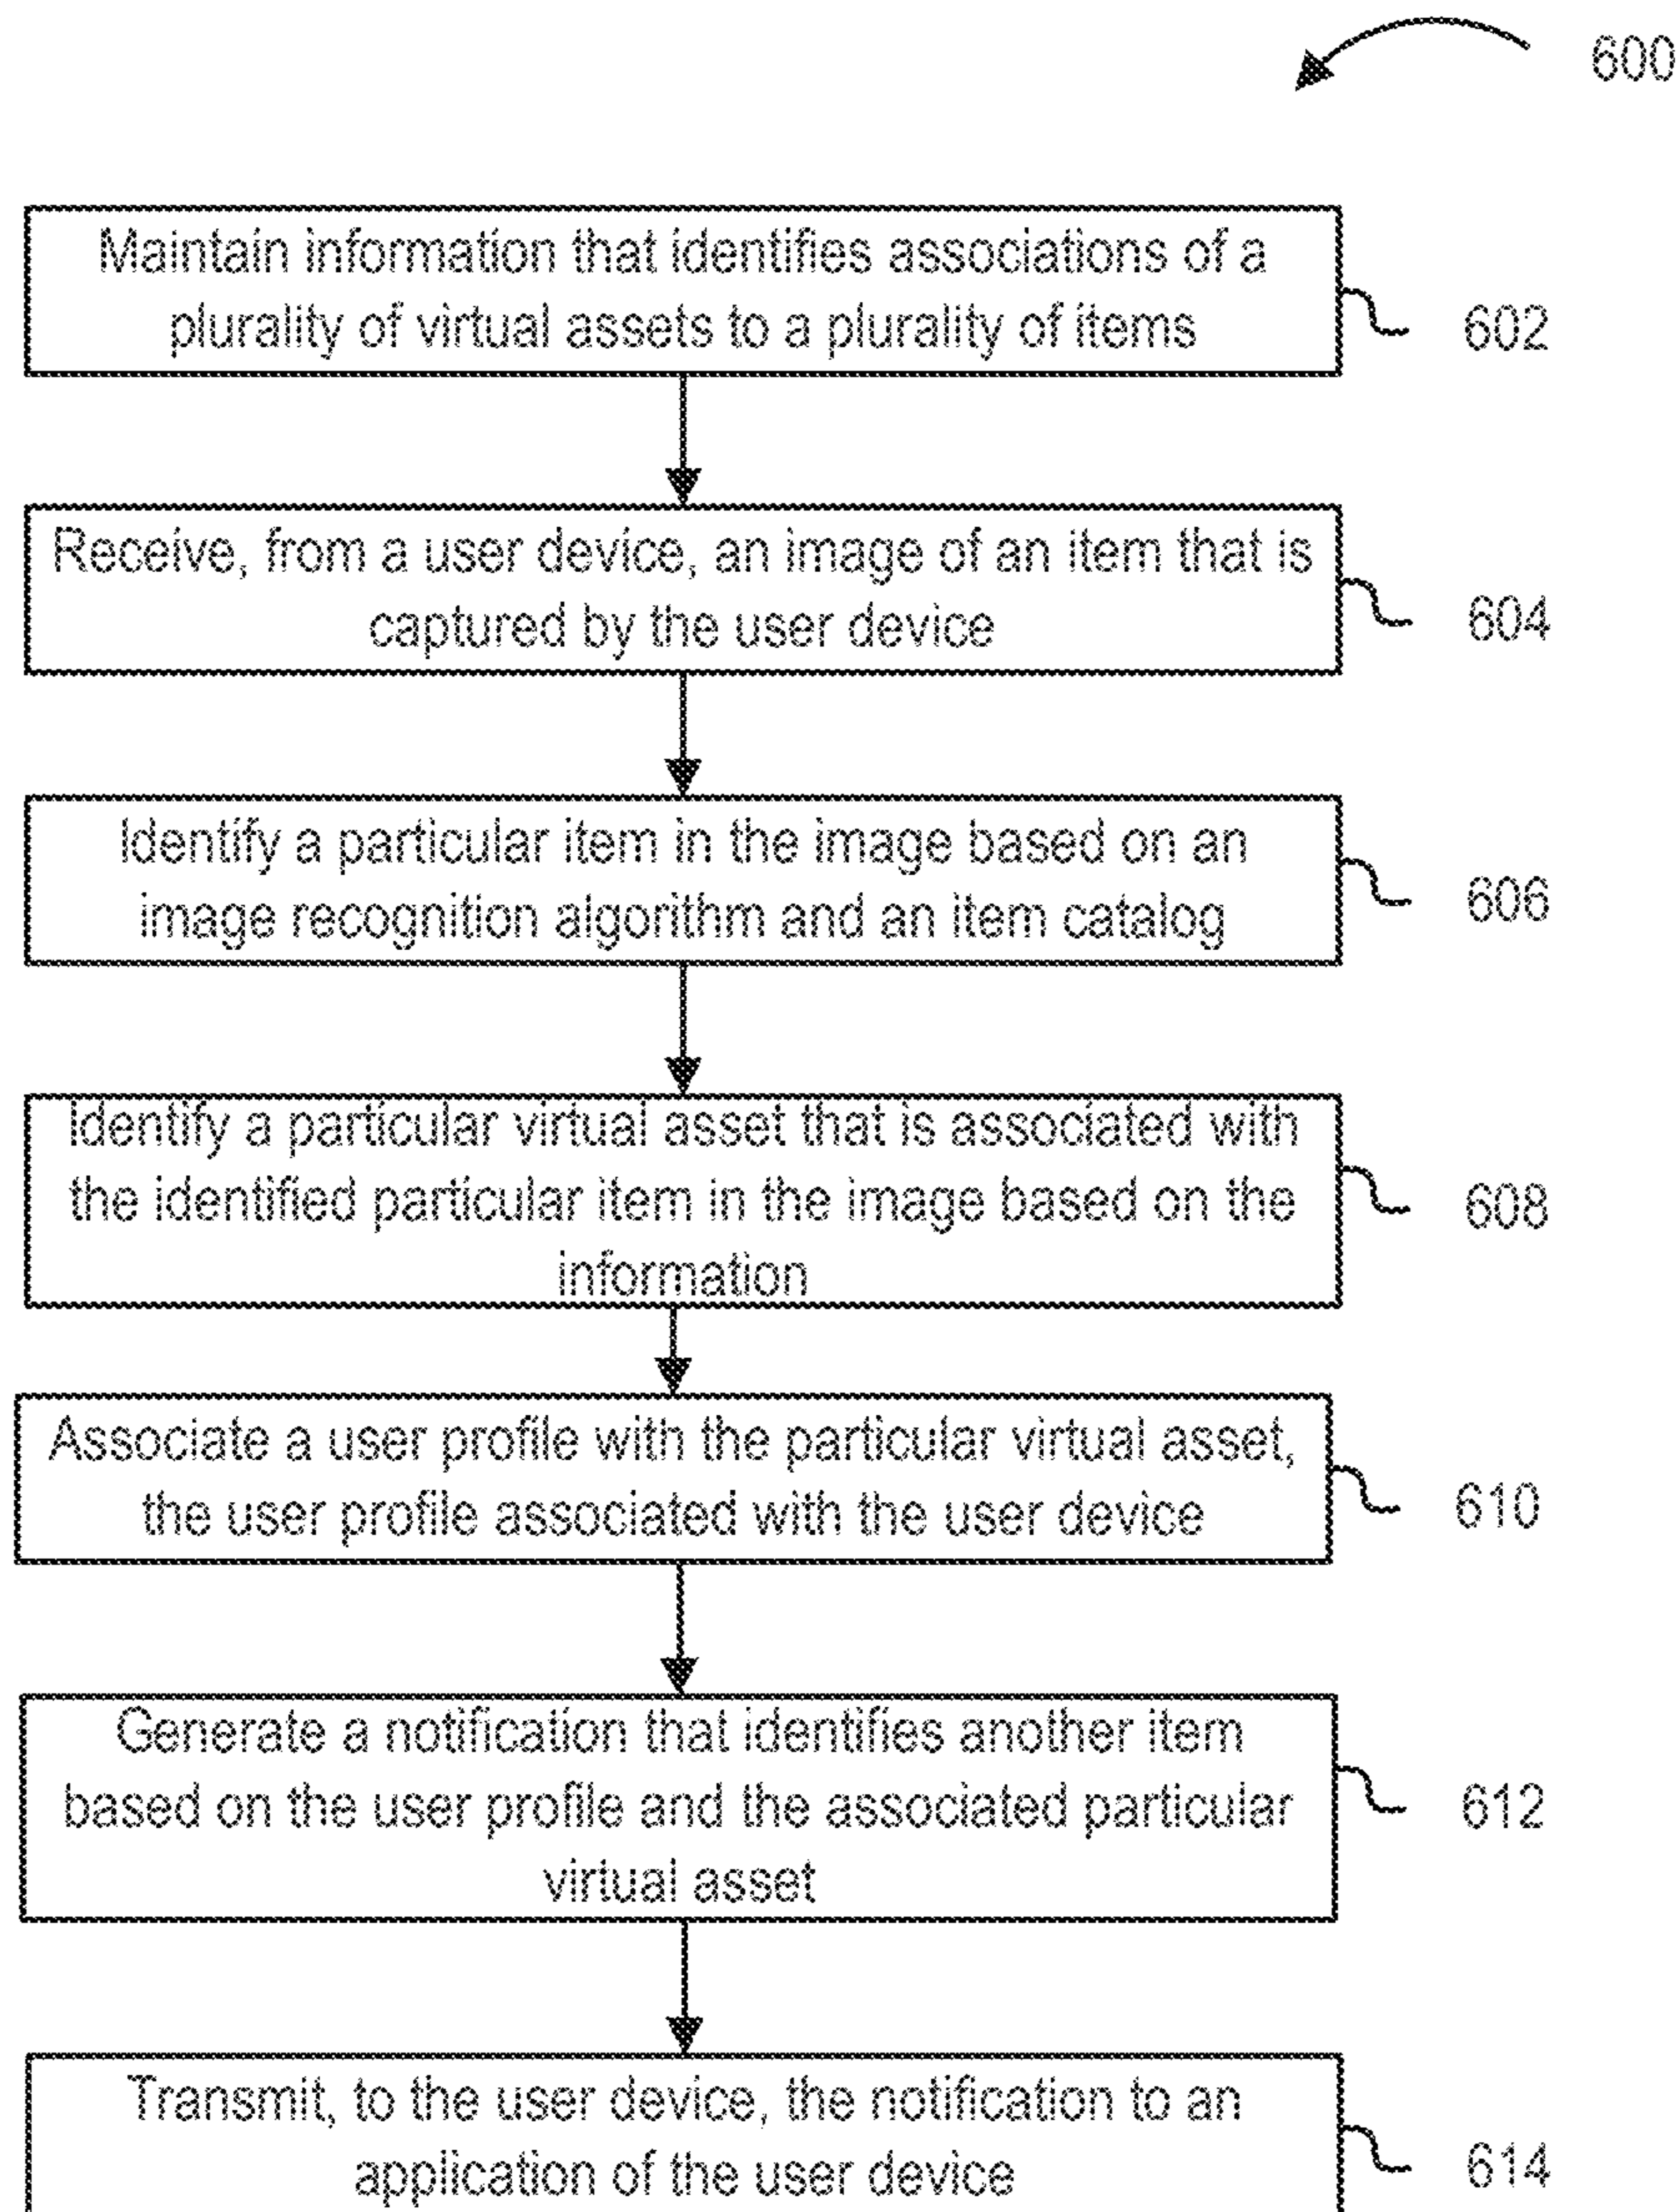 600
Maintain information that identifies associations of a
plurality of virtual assets to a plurality of items
602
Receive, from a user device, an image of an item that is
captured by the user device
604
Identify a particular item in the image based on an
image recognition algorithm and an item catalog
606
Identify a particular virtual asset that is associated with
the identified particular item in the image based on the
information
608
Associate a user profile with the particular virtual asset,
the user profile associated with the user device
610
Generate a notification that identifies another item
based on the user profile and the associated particular
virtual asset
612
Transmit, to the user device, the notification to an
application of the user device
614